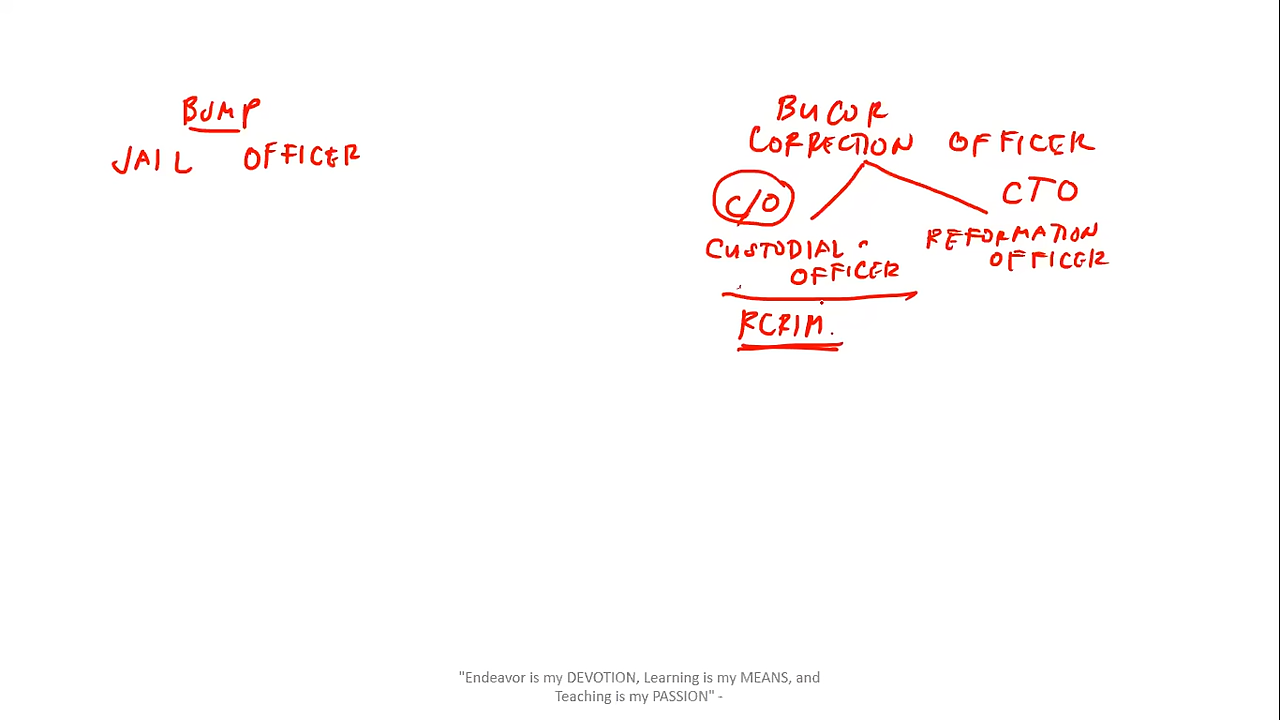 BJMP
JAIL OFFICER
BUCOR
CORRECTION OFFICER
C/O
CTO
CUSTODIAL
OFFICER
REFORMATION
OFFICER
RCRIM.
"Endeavor is my DEVOTION, Learning is my MEANS, and
Teaching is my PASSION" -